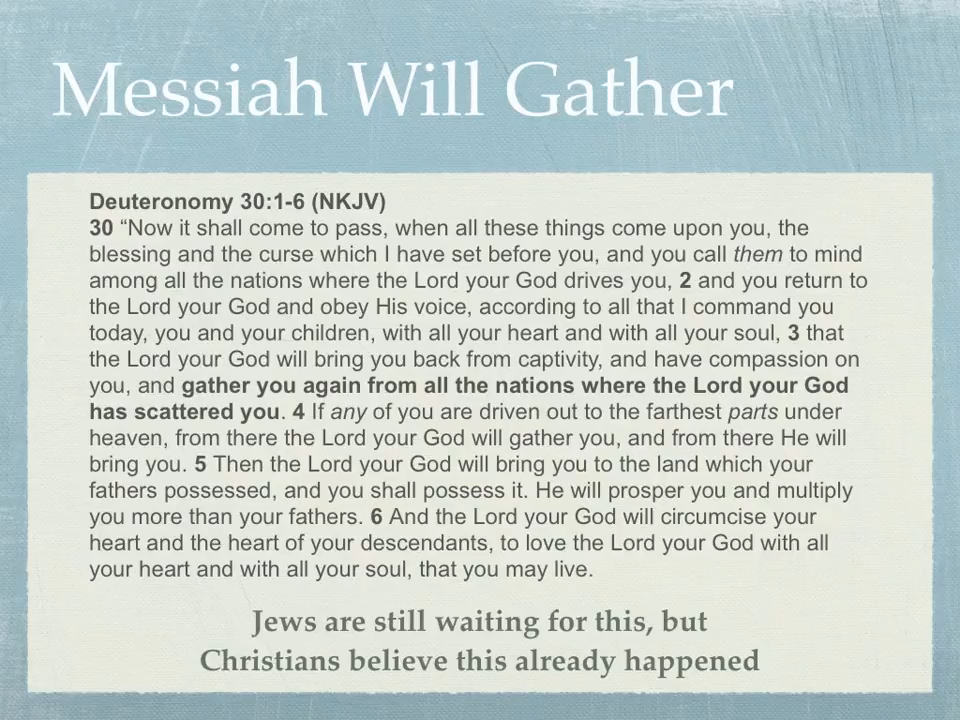 Messiah Will Gather
Deuteronomy 30:1-6 (NKJV)
30 “Now it shall come to pass, when all these things come upon you, the
blessing and the curse which I have set before you, and you call them to mind
among all the nations where the Lord your God drives you, 2 and you return to
the Lord your God and obey His voice, according to all that I command you
today, you and your children, with all your heart and with all your soul, 3 that
the Lord your God will bring you back from captivity, and have compassion on
you, and gather you again from all the nations where the Lord your God
has scattered you. 4 If any of you are driven out to the farthest parts under
heaven, from there the Lord your God will gather you, and from there He will
bring you. 5 Then the Lord your God will bring you to the land which your
fathers possessed, and you shall possess it. He will prosper you and multiply
you more than your fathers. 6 And the Lord your God will circumcise your
heart and the heart of your descendants, to love the Lord your God with all
your heart and with all your soul, that you may live.
Jews are still waiting for this, but
Christians believe this already happened